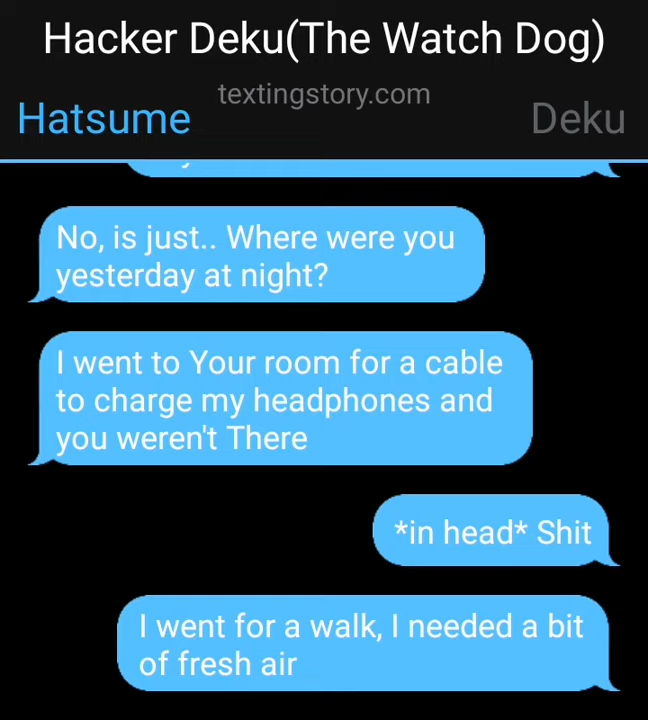 Hacker Deku(The Watch Dog)
textingstory.com
Hatsume
Deku
No, is just.. Where were you
yesterday at night?
I went to Your room for a cable
to charge my headphones and
you weren't There
*in head* Shit
I went for a walk, I needed a bit
of fresh air